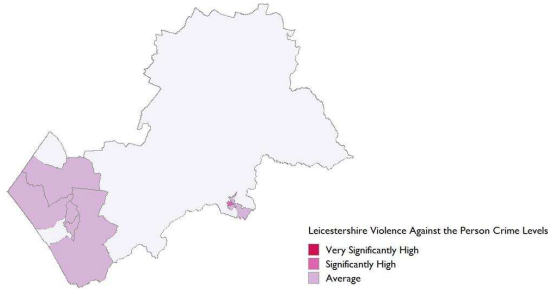 Leicestershire Violence Against the Person Crime Levels
Very Significantly High
Significantly High
Average